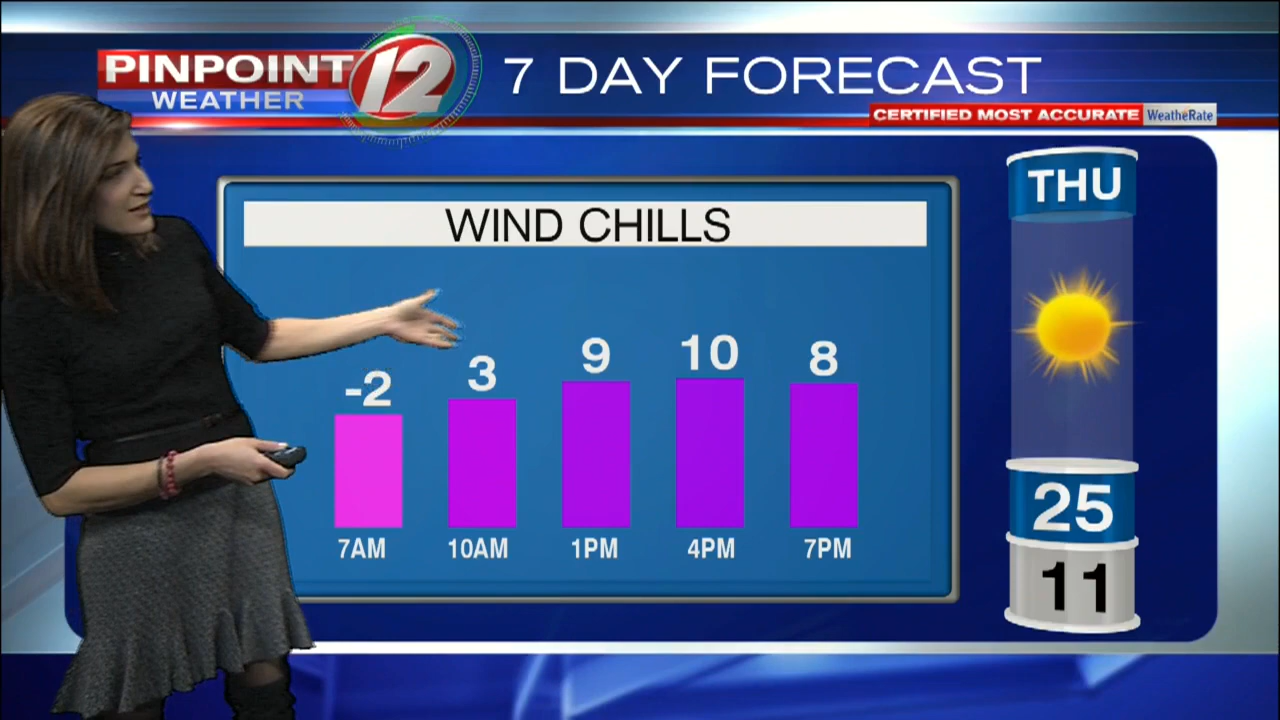 PINPOINT 12
WEATHER
7 DAY FORECAST
CERTIFIED MOST ACCURATE WeatheRate
WIND CHILLS
-2 3 9 10 8
7AM 10AM 1PM 4PM 7PM
THU
25
11